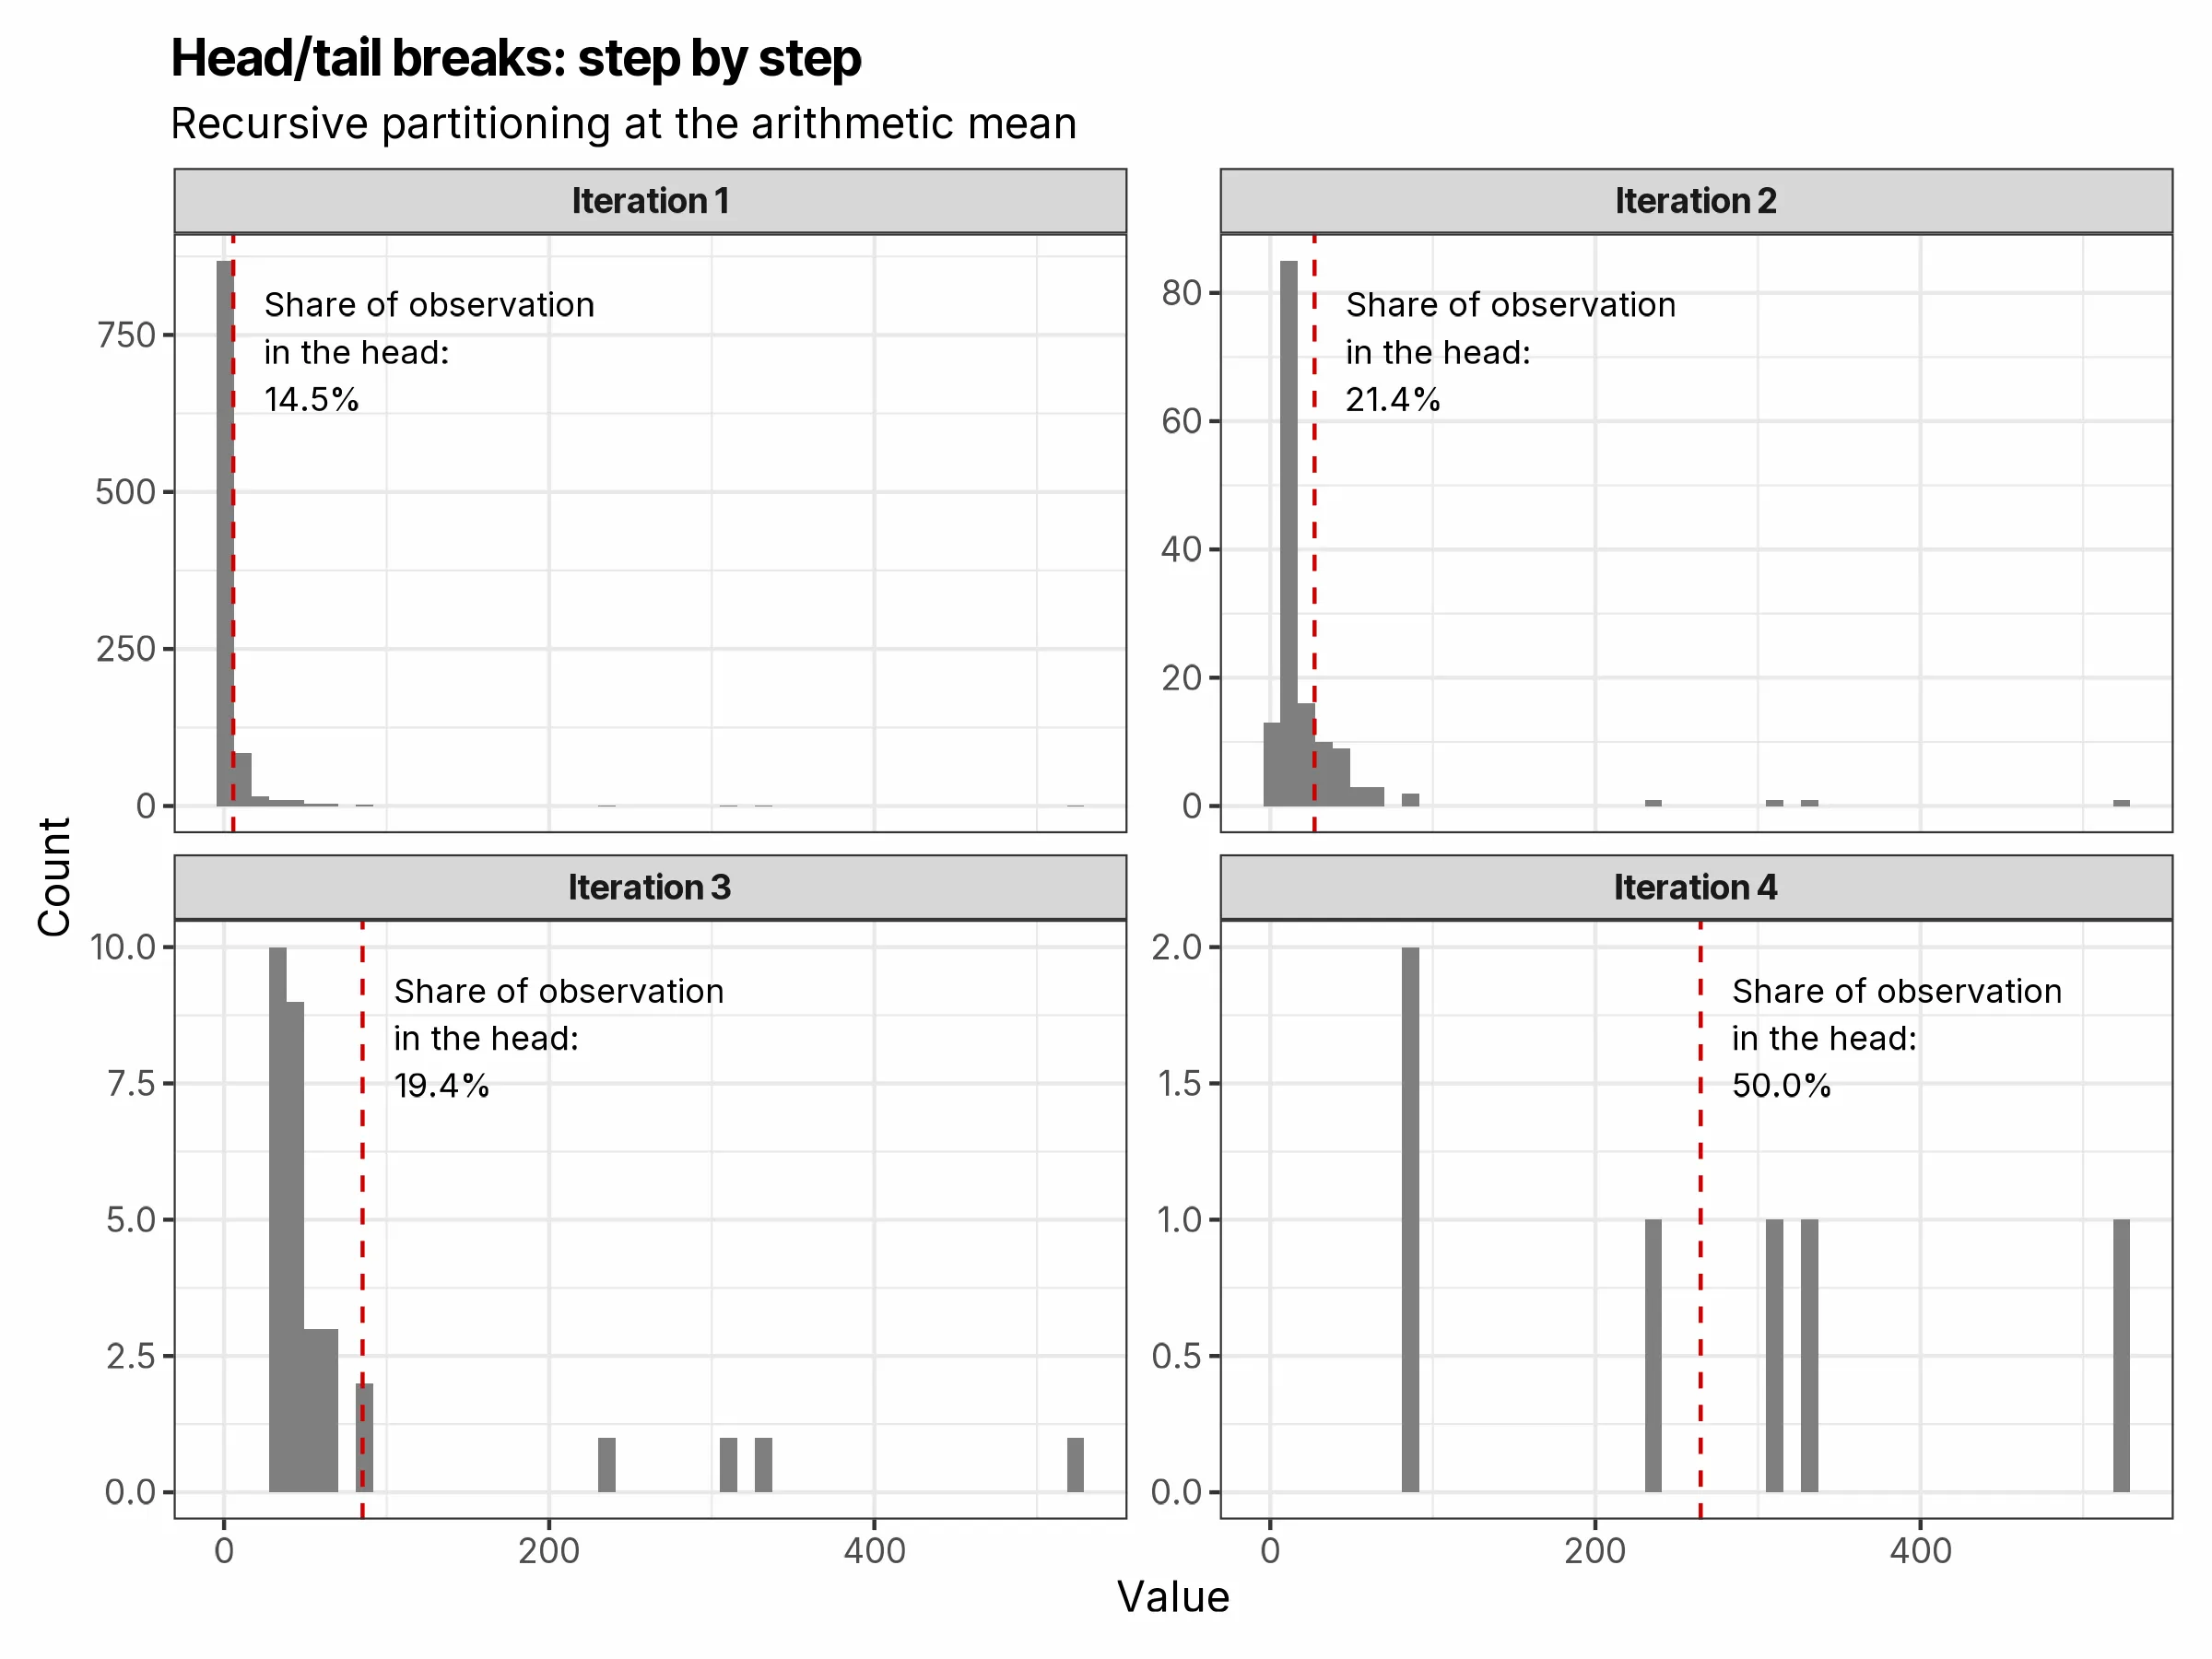 Head/tail breaks: step by step
Recursive partitioning at the arithmetic mean
Iteration 1
750
500
250
0
Share of observation
in the head:
14.5%
Iteration 2
80
60
40
20
0
Share of observation
in the head:
21.4%
Count
Iteration 3
10.0
7.5
5.0
2.5
0.0
Share of observation
in the head:
19.4%
0 200 400
Iteration 4
2.0
1.5
1.0
0.5
0.0
Share of observation
in the head:
50.0%
0 200 400
Value